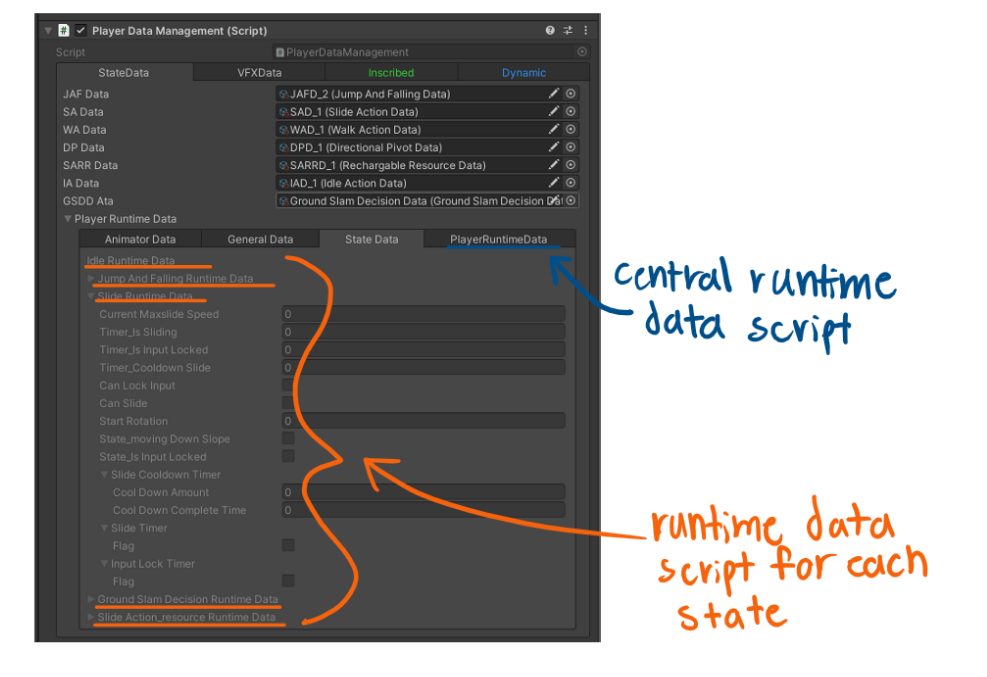 Player Data Management (Script)
Script PlayerDataManagement
StateData VFXData Inscribed Dynamic
JAF Data JAFD_2 (Jump And Falling Data)
SA Data SAD_1 (Slide Action Data)
WA Data WAD_1 (Walk Action Data)
DP Data DPD_1 (Directional Pivot Data)
SARR Data SARRD_1 (Rechargable Resource Data)
IA Data IAD_1 (Idle Action Data)
GSDD Ata Ground Slam Decision Data (Ground Slam Decision Dat
Player Runtime Data
Animator Data General Data State Data PlayerRuntimeData
Idle Runtime Data
Jump And Falling Runtime Data
Slide Runtime Data
Current Maxslide Speed 0
Timer_Is Sliding 0
Timer_Is Input Locked 0
Timer_Cooldown Slide 0
Can Lock Input
Can Slide
Start Rotation 0
State_moving Down Slope
State_Is Input Locked
Slide Cooldown Timer
Cool Down Amount 0
Cool Down Complete Time 0
Slide Timer
Flag
Input Lock Timer
Flag
Ground Slam Decision Runtime Data
Slide Action_resource Runtime Data
central runtime
data script
runtime data
script for each
state